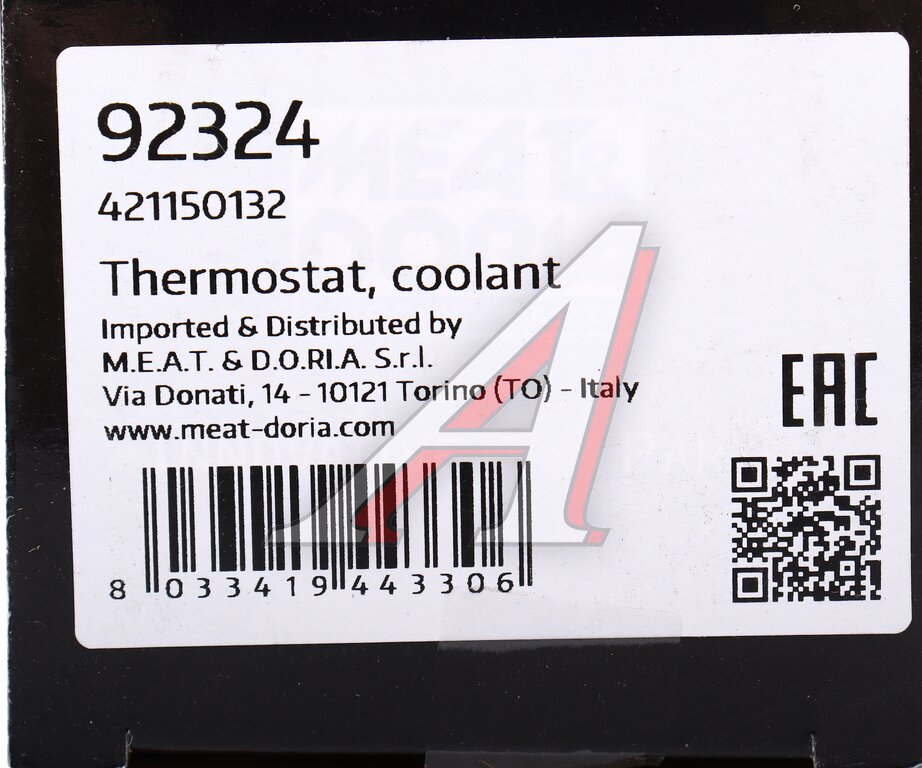 92324
421150132
Thermostat, coolant
Imported & Distributed by
M.E.A.T. & D.O.RI.A. S.r.l.
Via Donati, 14 - 10121 Torino (TO) - Italy
www.meat-doria.com
EAC
8 033419 443306